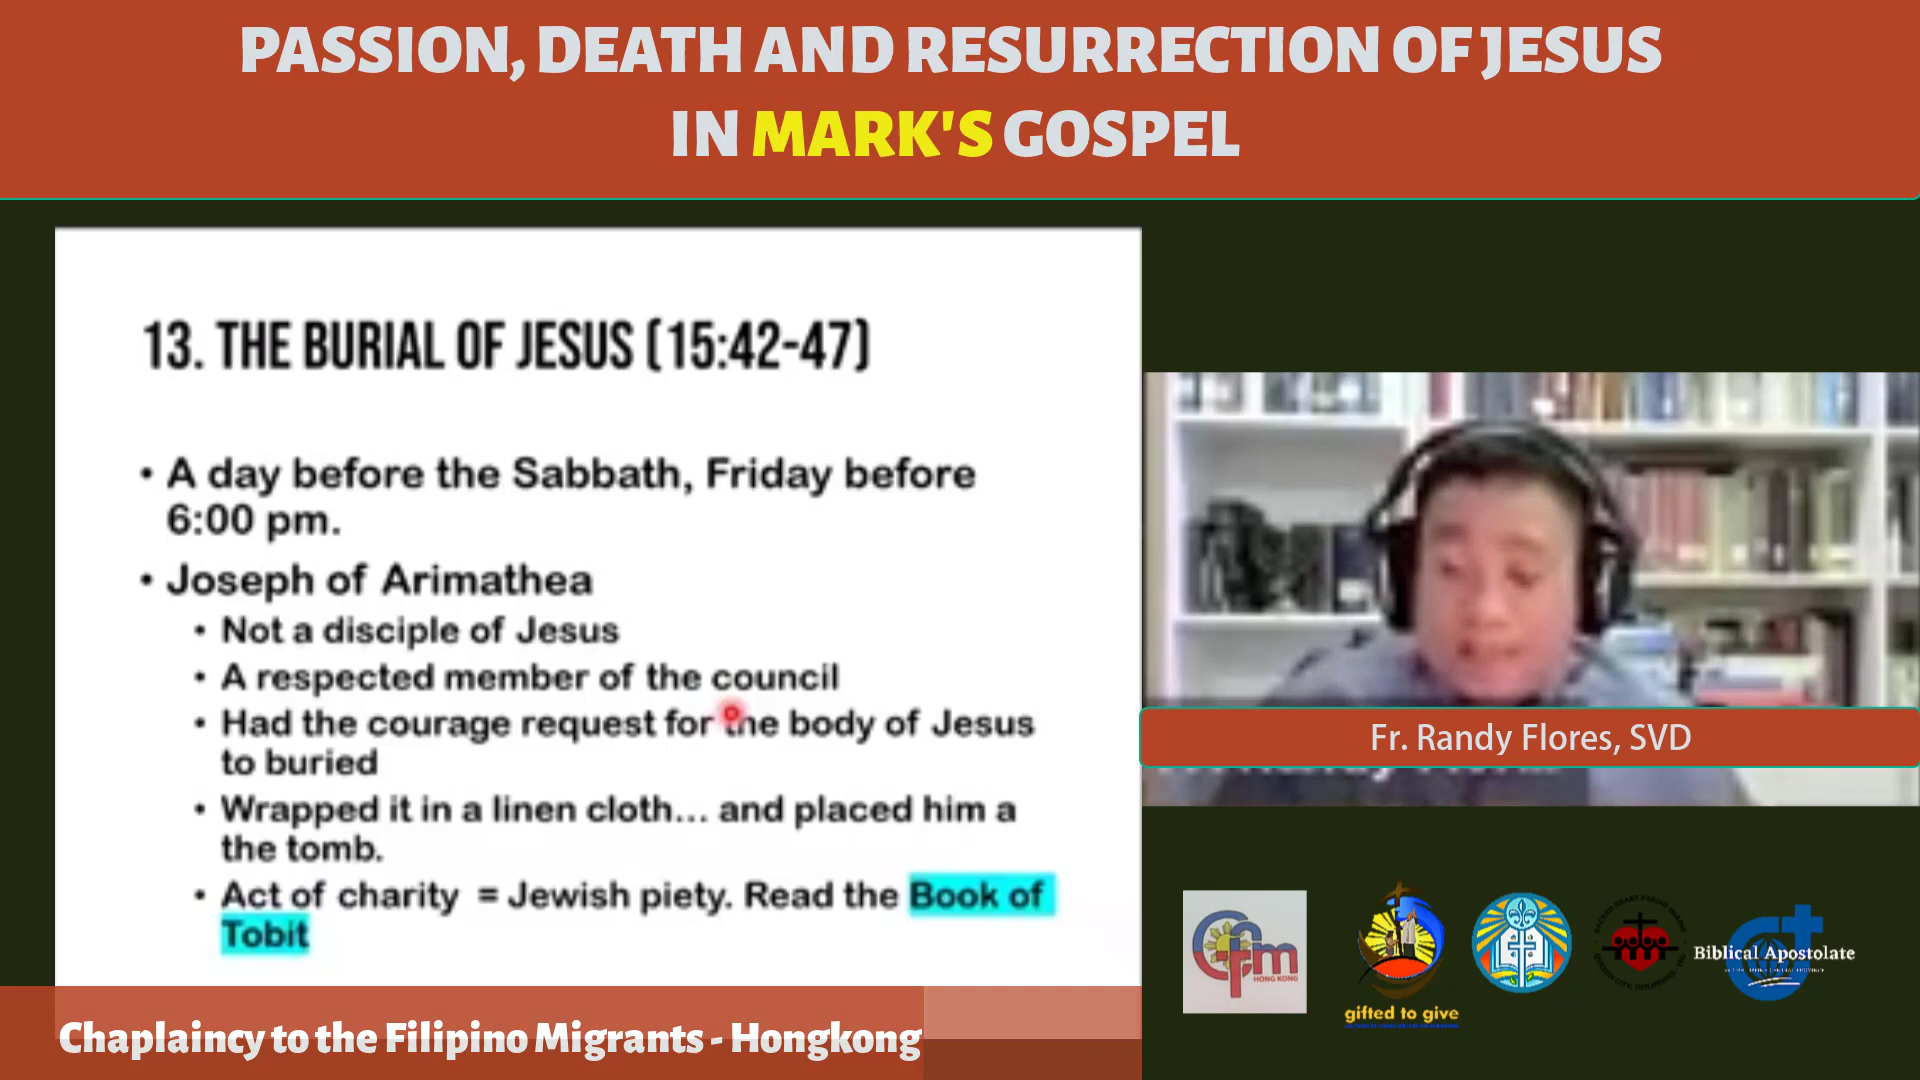 PASSION, DEATH AND RESURRECTION OF JESUS
IN MARK'S GOSPEL
13. THE BURIAL OF JESUS (15:42-47)
• A day before the Sabbath, Friday before
6:00 pm.
• Joseph of Arimathea
• Not a disciple of Jesus
• A respected member of the council
• Had the courage request for the body of Jesus
to buried
• Wrapped it in a linen cloth... and placed him a
the tomb.
• Act of charity = Jewish piety. Read the Book of
Tobit
Fr. Randy Flores, SVD
Cfm
HONG KONG
gifted to give
Biblical Apostolate
Chaplaincy to the Filipino Migrants - Hongkong